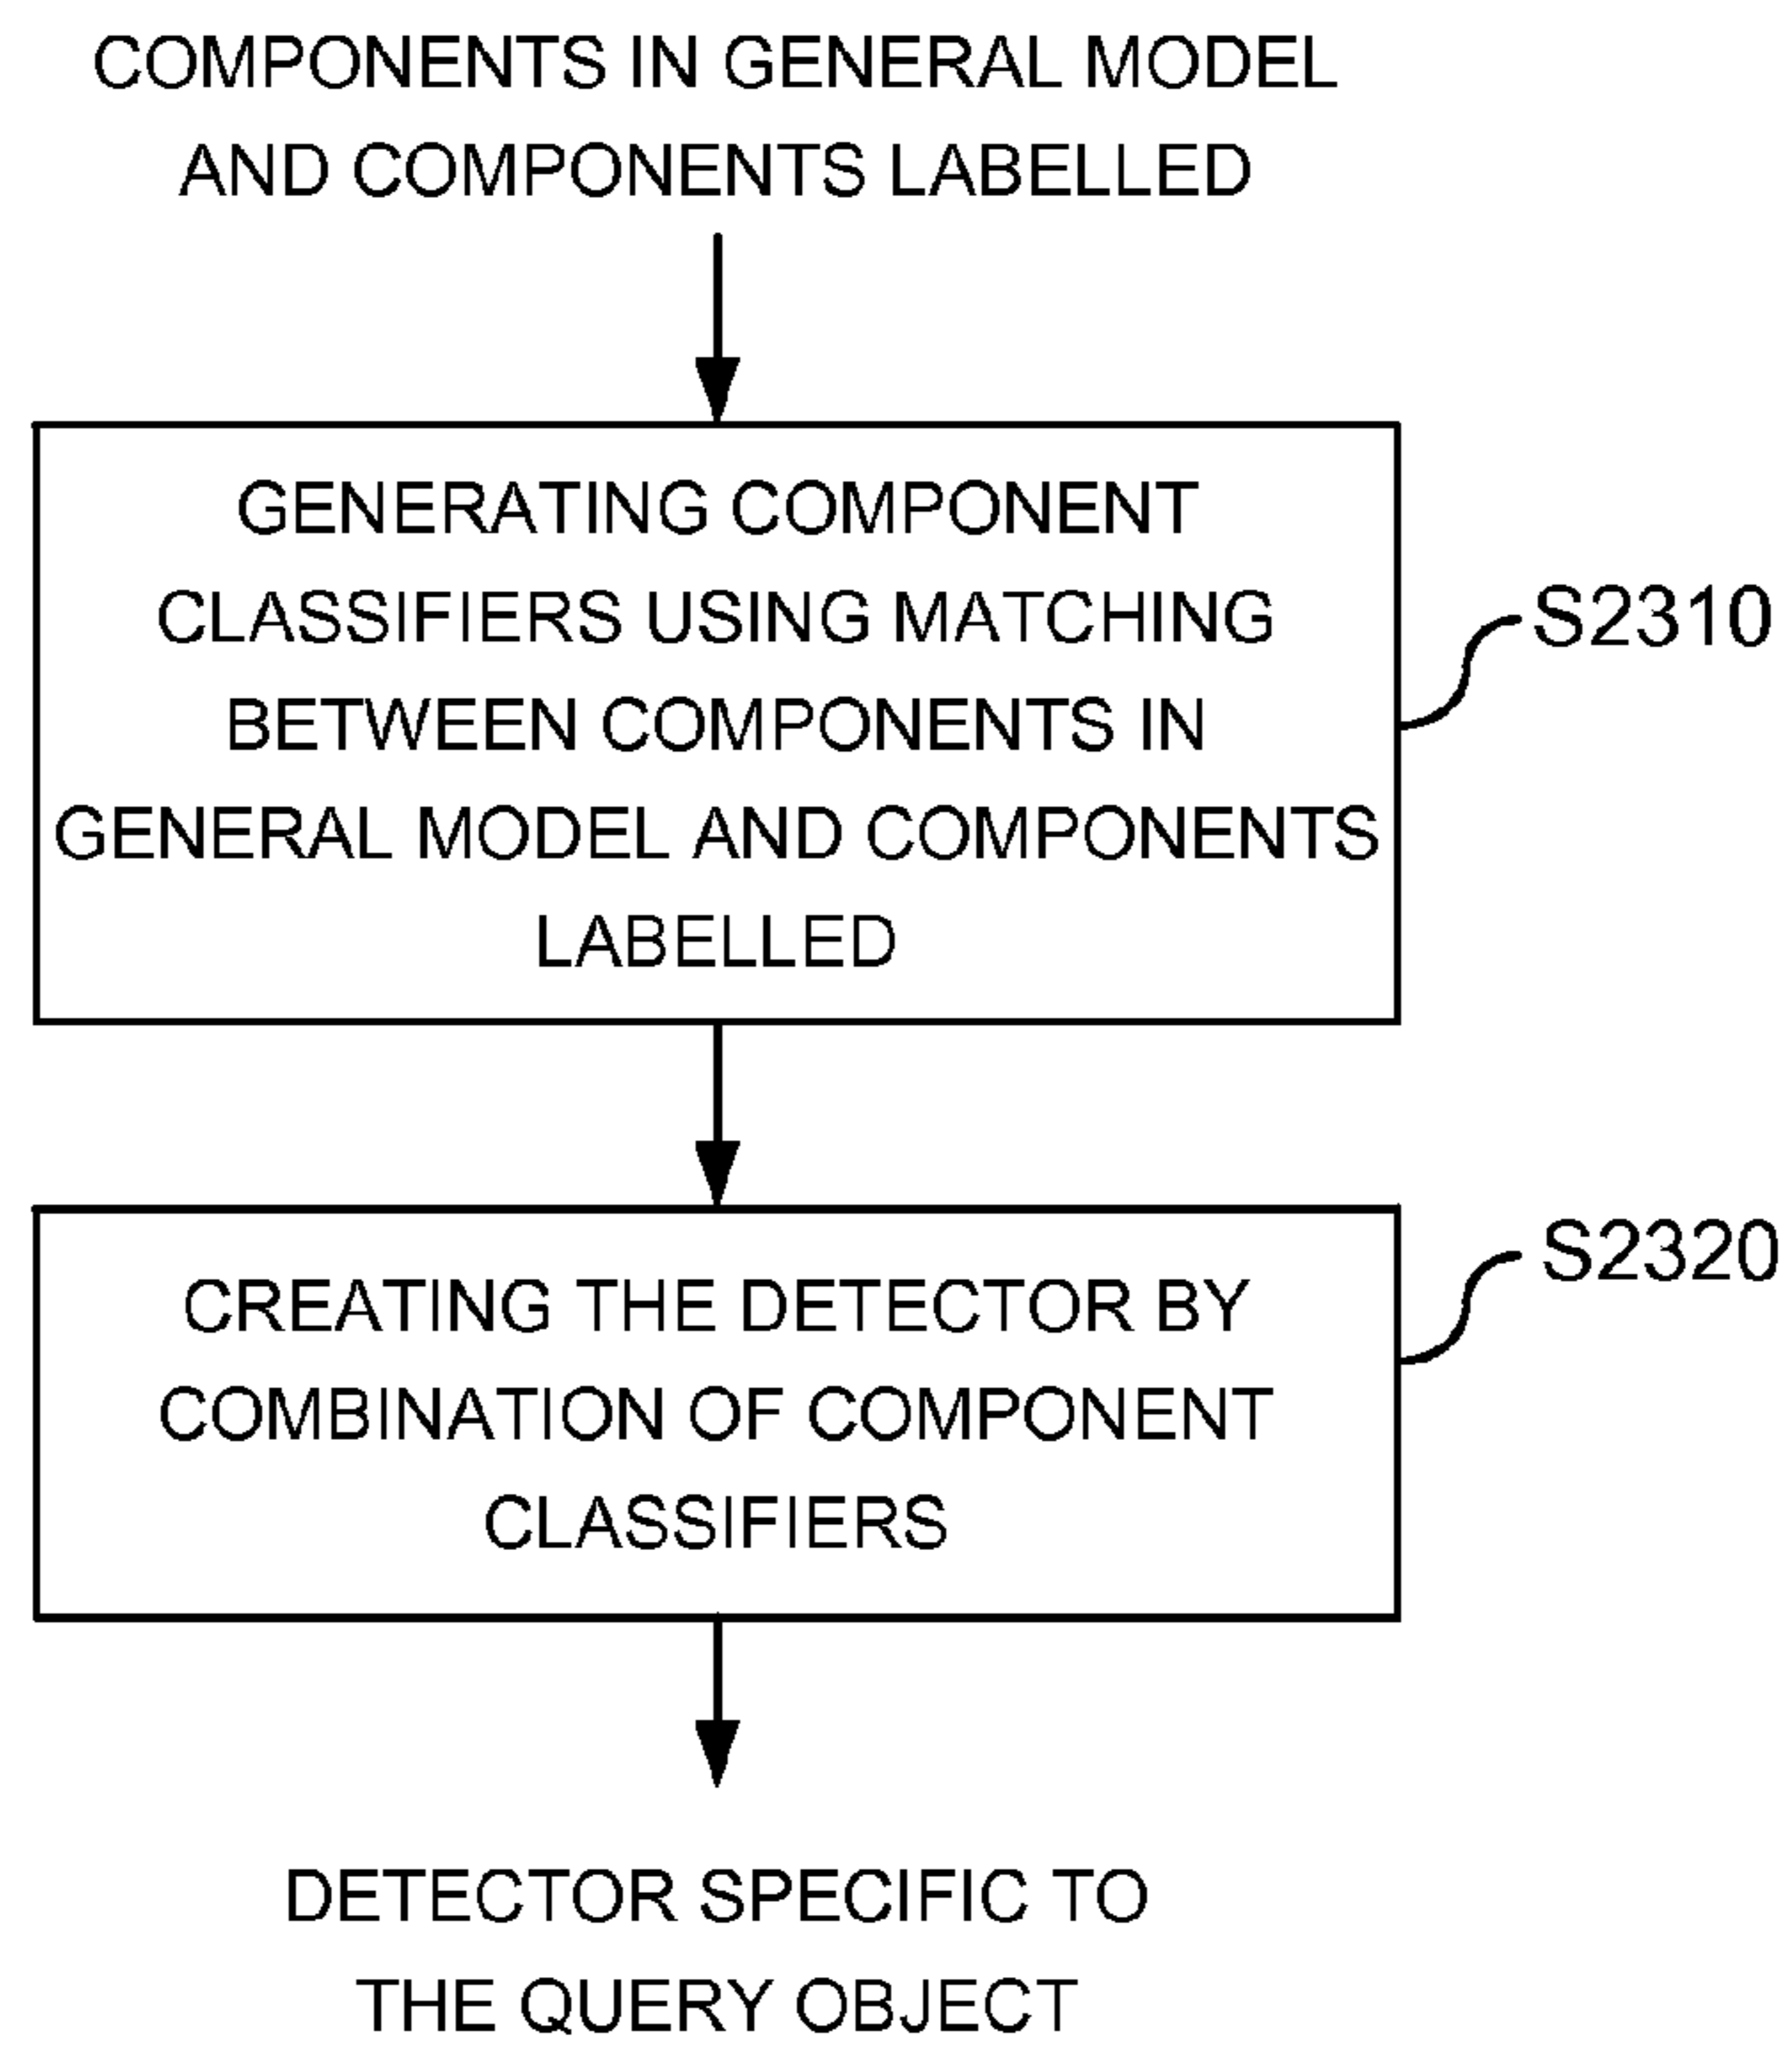 COMPONENTS IN GENERAL MODEL
AND COMPONENTS LABELLED
GENERATING COMPONENT
CLASSIFIERS USING MATCHING
BETWEEN COMPONENTS IN
GENERAL MODEL AND COMPONENTS
LABELLED
S2310
CREATING THE DETECTOR BY
COMBINATION OF COMPONENT
CLASSIFIERS
S2320
DETECTOR SPECIFIC TO
THE QUERY OBJECT